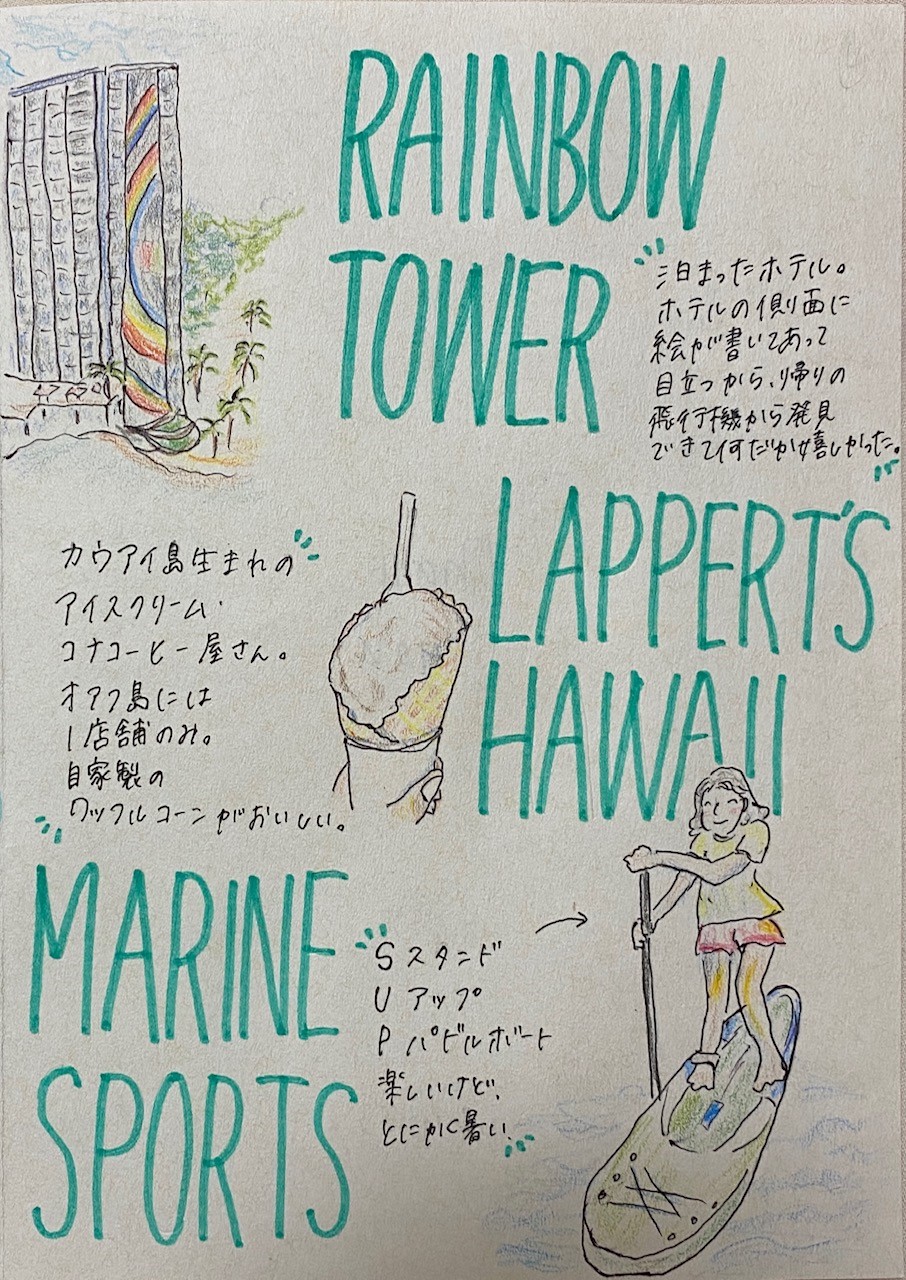 RAINBOW
TOWER
泊まったホテル。
ホテルの側面に
絵が書いてあって
目立つから、帰りの
飛行機から発見
できて何だか嬉しかった。
LAPPERT'S
HAWAII
カウアイ島生まれの
アイスクリーム・
コナコーヒー屋さん。
オアフ島には
1店舗のみ。
自家製の
ワッフルコーンがおいしい。
MARINE
SPORTS
S スタンド
U アップ
P パドルボート
楽しいけど、
とにかく暑い